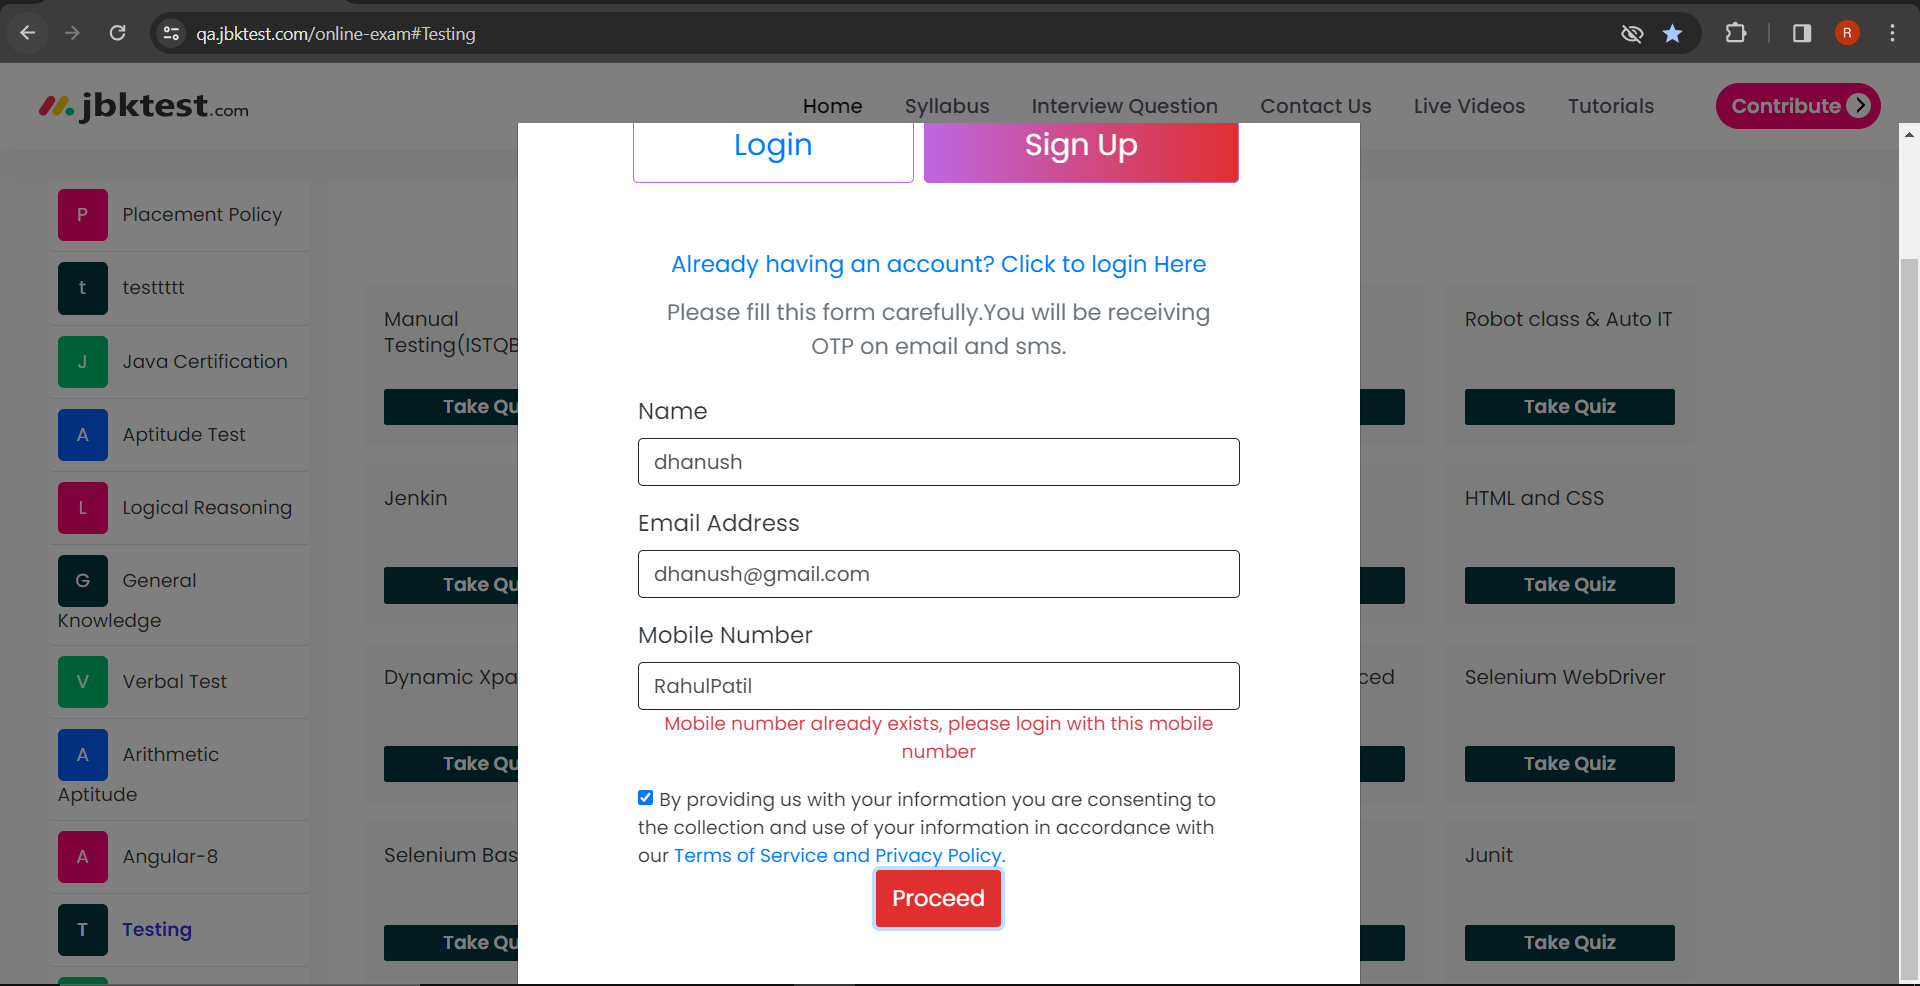 qa.jbktest.com/online-exam#Testing
R
jbktest.com
Home
Syllabus
Interview Question
Contact Us
Live Videos
Tutorials
Contribute
P
Placement Policy
t
testtttt
J
Java Certification
A
Aptitude Test
L
Logical Reasoning
G
General
Knowledge
V
Verbal Test
A
Arithmetic
Aptitude
A
Angular-8
T
Testing
Manual
Testing(ISTQB
Take Qu
Jenkin
Take Qu
Dynamic Xpa
Take Qu
Selenium Bas
Take Qu
Login
Sign Up
Already having an account? Click to login Here
Please fill this form carefully.You will be receiving
OTP on email and sms.
Name
dhanush
Email Address
dhanush@gmail.com
Mobile Number
RahulPatil
Mobile number already exists, please login with this mobile
number
By providing us with your information you are consenting to
the collection and use of your information in accordance with
our Terms of Service and Privacy Policy.
Proceed
ced
Robot class & Auto IT
Take Quiz
HTML and CSS
Take Quiz
Selenium WebDriver
Take Quiz
Junit
Take Quiz